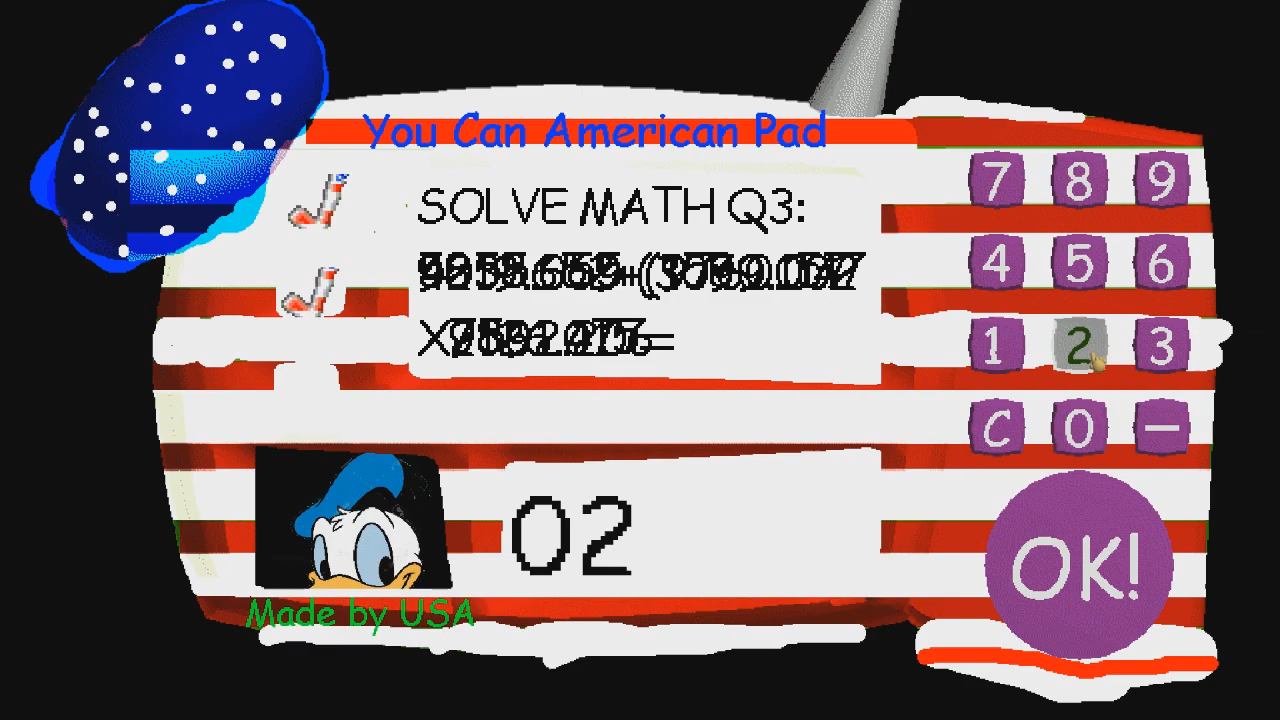 You Can American Pad
SOLVE MATH Q3:
7 8 9
4 5 6
1 2 3
C 0 —
02
OK!
Made by USA